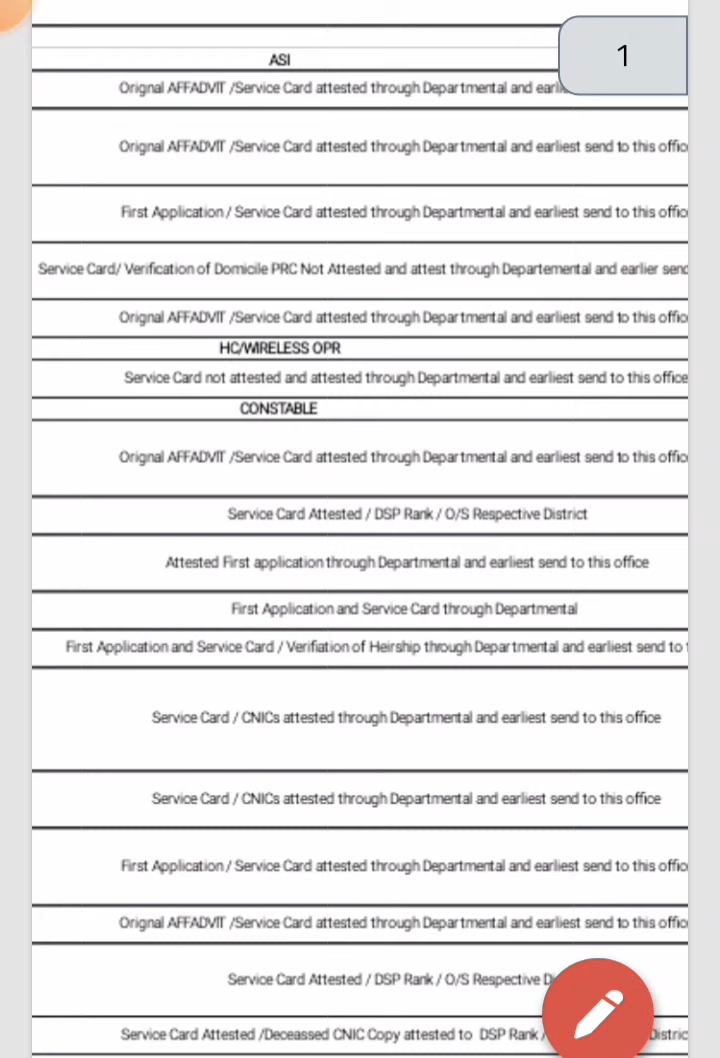 1
ASI
Orignal AFFADVIT /Service Card attested through Departmental and
Orignal AFFADVIT /Service Card attested through Departmental and earliest send to this offic
First Application / Service Card attested through Departmental and earliest send to this offic
Service Card/ Verification of Domicile PRC Not Attested and attest through Departemental and earlier send
Orignal AFFADVIT /Service Card attested through Departmental and earliest send to this offic
HC/WIRELESS OPR
Service Card not attested and attested through Departmental and earliest send to this office
CONSTABLE
Orignal AFFADVIT /Service Card attested through Departmental and earliest send to this offic
Service Card Attested / DSP Rank / O/S Respective District
Attested First application through Departmental and earliest send to this office
First Application and Service Card through Departmental
First Application and Service Card / Verifiation of Heirship through Departmental and earliest send to
Service Card / CNICs attested through Departmental and earliest send to this office
Service Card / CNICs attested through Departmental and earliest send to this office
First Application / Service Card attested through Departmental and earliest send to this offic
Orignal AFFADVIT /Service Card attested through Departmental and earliest send to this offic
Service Card Attested / DSP Rank / O/S Respective
Service Card Attested /Deceassed CNIC Copy attested to DSP Rank / Distric